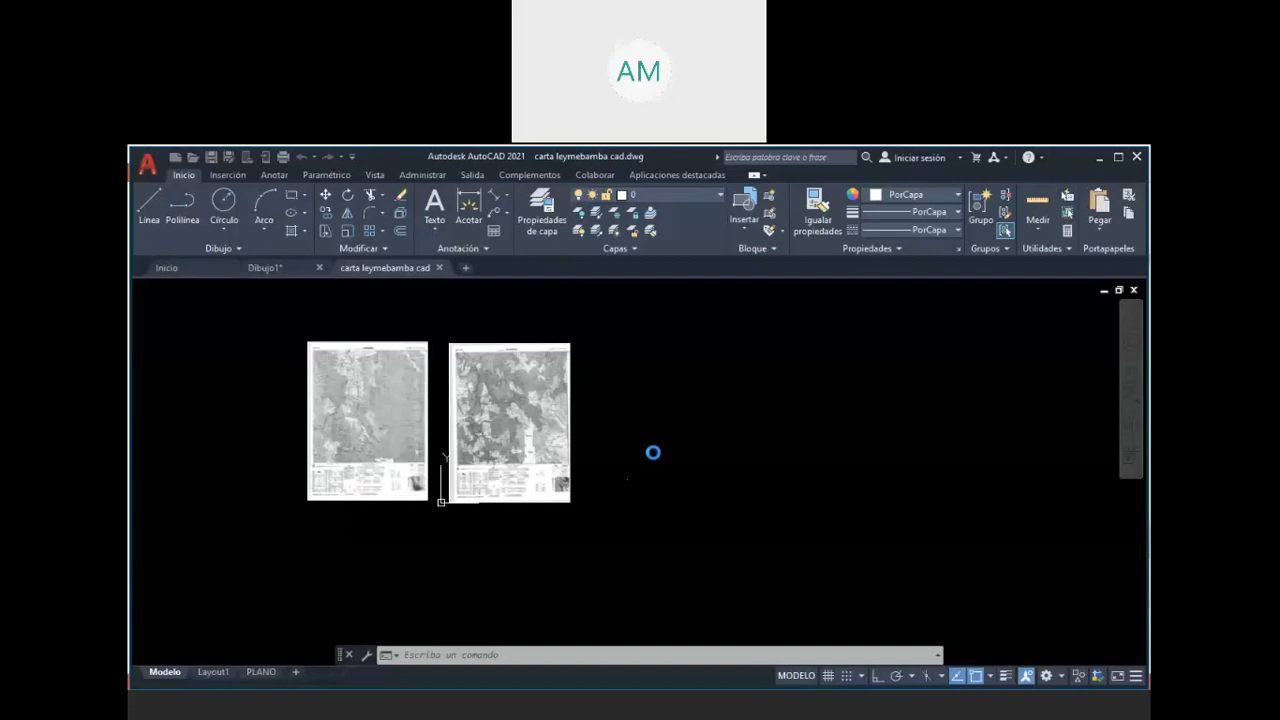 AM
Autodesk AutoCAD 2021 carta leymebamba cad.dwg
Escriba palabra clave o frase
Iniciar sesión
Inicio Inserción Anotar Paramétrico Vista Administrar Salida Complementos Colaborar Aplicaciones destacadas
0
PorCapa
PorCapa
PorCapa
Línea Polilínea Círculo Arco
Texto Acotar
Propiedades de capa
Insertar
Igualar propiedades
Grupo
Medir
Pegar
Dibujo Modificar Anotación Capas Bloque Propiedades Grupos Utilidades Portapapeles
Inicio Dibujo1* carta leymebamba cad
Y
Escriba un comando
Modelo Layout1 PLANO
MODELO